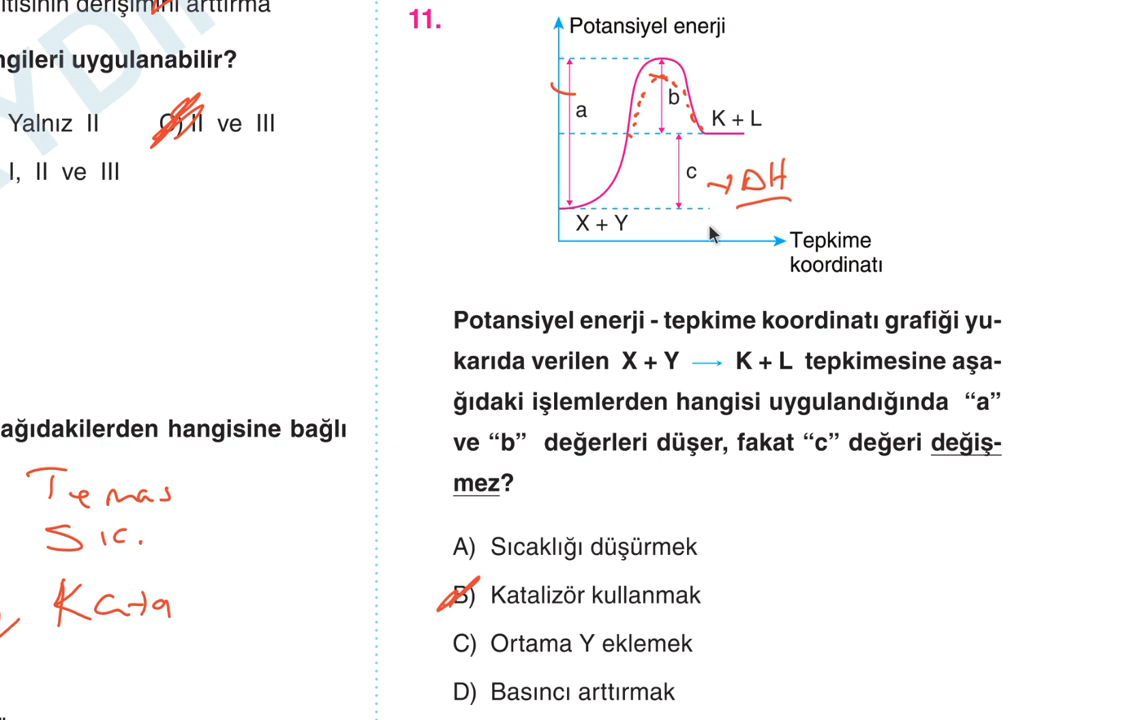 ini arttırma
ngileri uygulanabilir?
Yalnız II
C) II ve III
I, II ve III
ağıdakilerden hangisine bağlı
Temas
Sıc.
Kata
11.
Potansiyel enerji
a
b
K + L
c
→ ΔH
X + Y
Tepkime
koordinatı
Potansiyel enerji - tepkime koordinatı grafiği yu-
karıda verilen X + Y → K + L tepkimesine aşa-
ğıdaki işlemlerden hangisi uygulandığında “a”
ve “b” değerleri düşer, fakat “c” değeri değiş-
mez?
A) Sıcaklığı düşürmek
B) Katalizör kullanmak
C) Ortama Y eklemek
D) Basıncı arttırmak